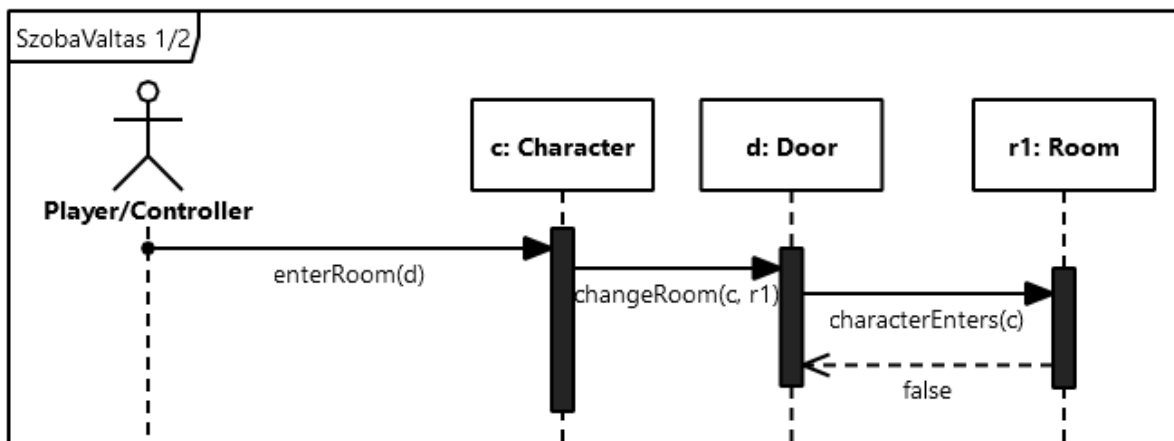 SzobaValtas 1/2
c: Character
d: Door
r1: Room
Player/Controller
enterRoom(d)
changeRoom(c, r1)
characterEnters(c)
false